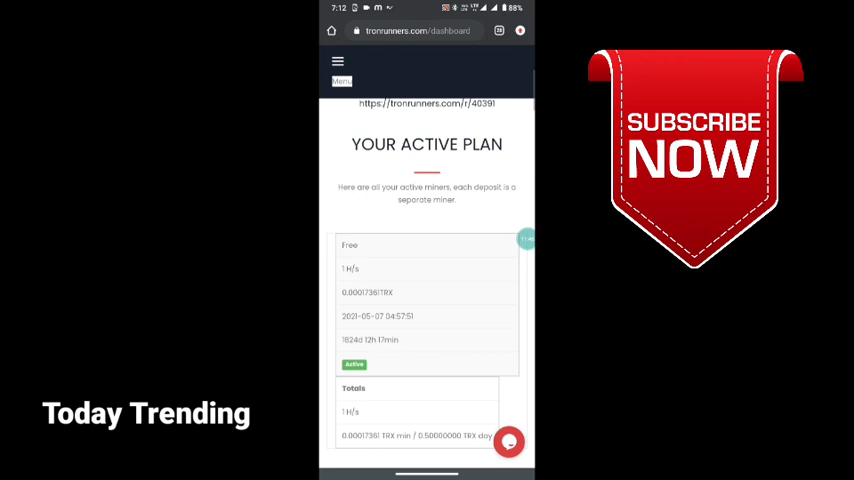 7:12
88%
tronrunners.com/dashboard
Menu
https://tronrunners.com/r/40391
YOUR ACTIVE PLAN
Here are all your active miners, each deposit is a
separate miner.
Free
1 H/s
0.00017361TRX
2021-05-07 04:57:51
1824d 12h 17min
Active
Totals
1 H/s
0.00017361 TRX min / 0.50000000 TRX day
SUBSCRIBE
NOW
Today Trending